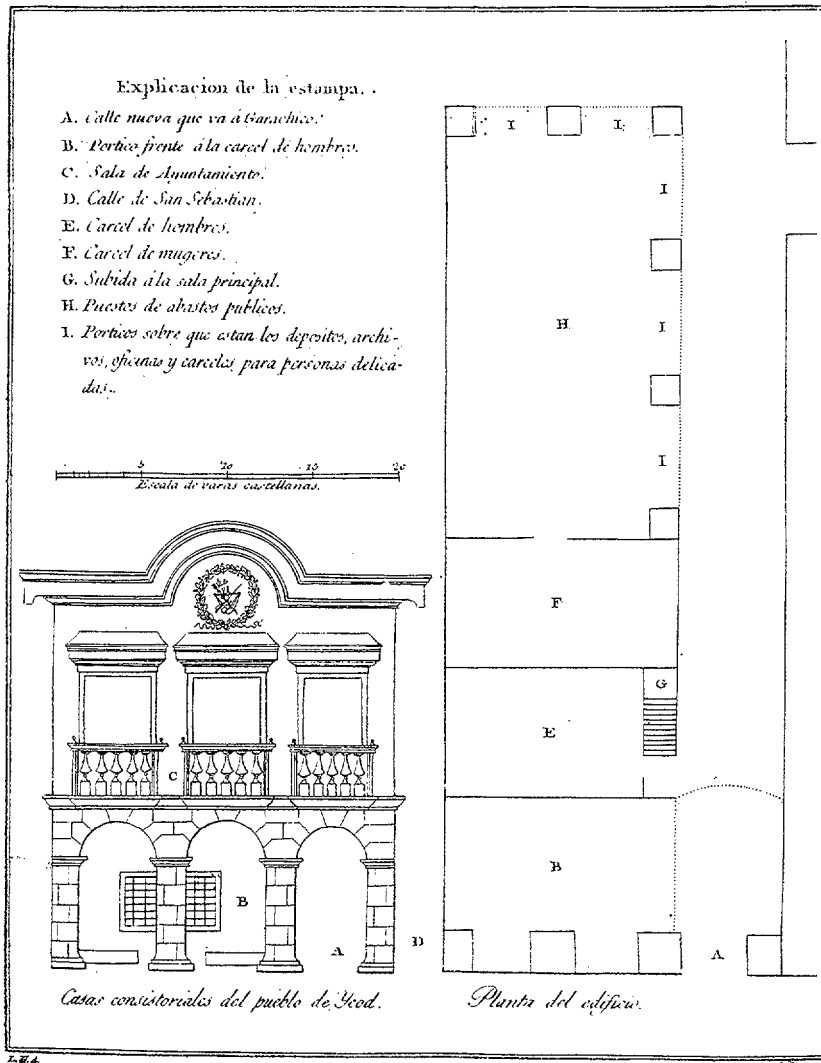 Explicacion de la estampa. .
A. Calle nueva que va á Garachico.
B. Portico frente á la carcel de hombres.
C. Sala de Ayuntamiento.
D. Calle de San Sebastian.
E. Carcel de hombres.
F. Carcel de mugeres.
G. Subida á la sala principal.
H. Puestos de abastos publicos.
I. Porticos sobre que estan los depositos, archi-
vos, oficinas y carceles para personas delica-
das..
5 10 15 20
Escala de varas castellanas.
C
B
A
D
Casas consistoriales del pueblo de Ycod.
I I
I
H
I
I
F
G
E
B
A
Planta del edificio.